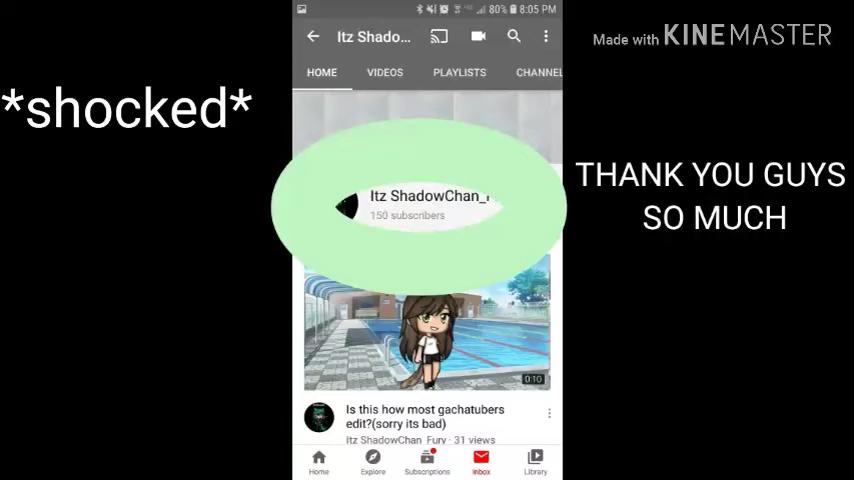 80% 8:05 PM
Itz Shado...
Made with KINEMASTER
HOME VIDEOS PLAYLISTS CHANNEL
*shocked*
THANK YOU GUYS
SO MUCH
Itz ShadowChan_
150 subscribers
0:10
Is this how most gachatubers
edit?(sorry its bad)
Itz ShadowChan_Fury · 31 views
Home Explore Subscriptions Inbox Library